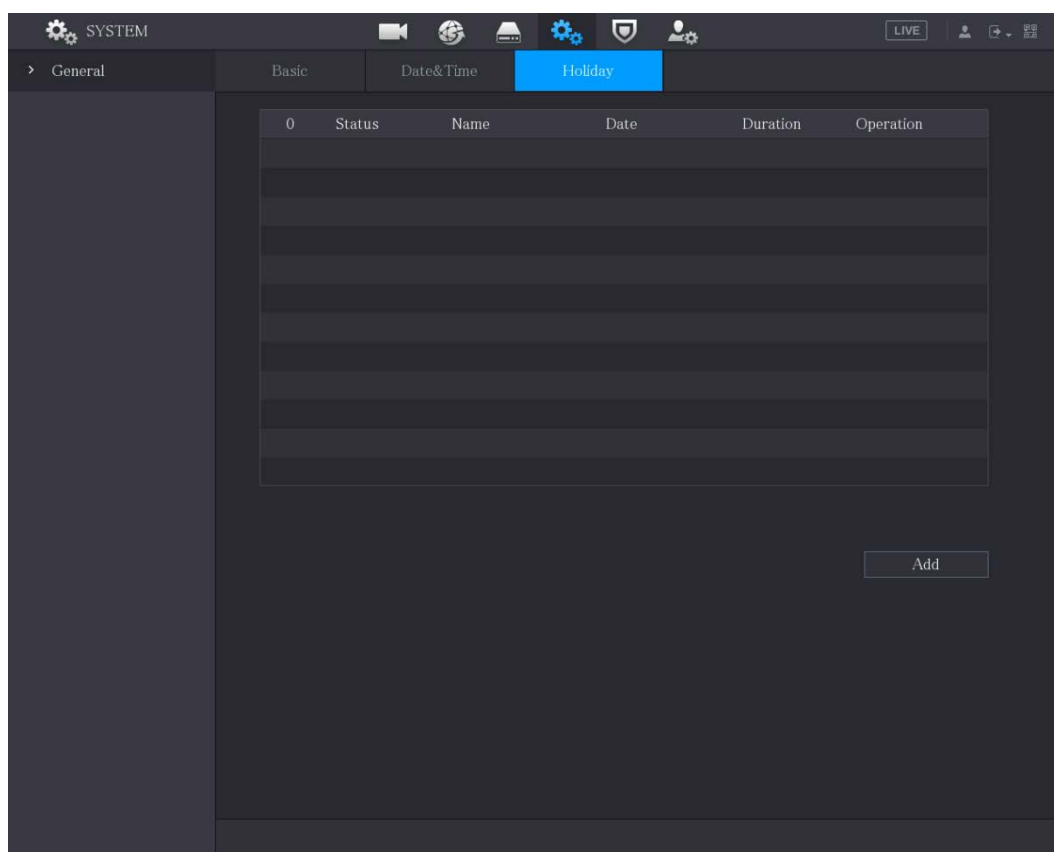 SYSTEM LIVE
General Basic Date&Time Holiday
0 Status Name Date Duration Operation
Add